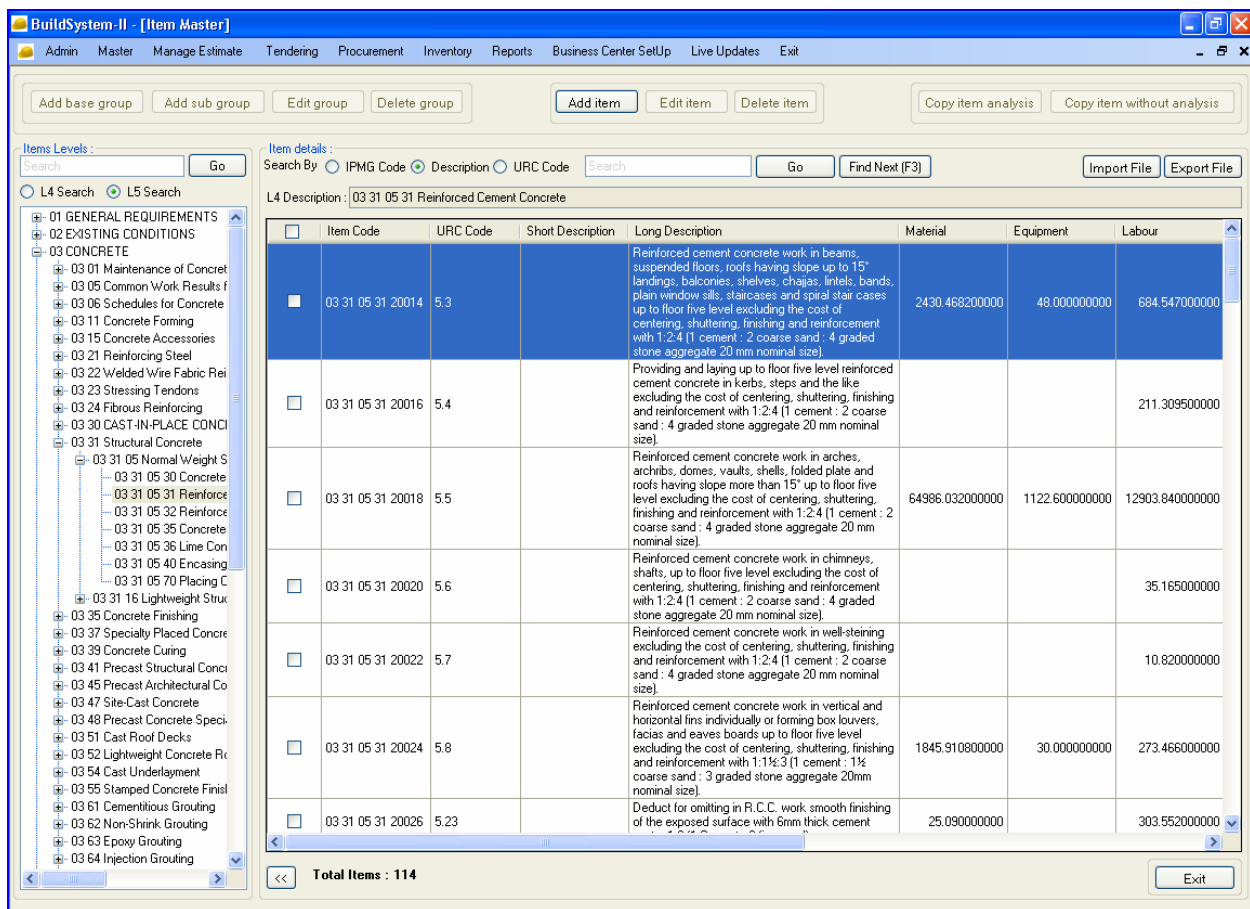 BuildSystem-II - [Item Master]
Admin Master Manage Estimate Tendering Procurement Inventory Reports Business Center SetUp Live Updates Exit
Add base group Add sub group Edit group Delete group Add item Edit item Delete item Copy item analysis Copy item without analysis
Items Levels :
Search Go
L4 Search L5 Search
01 GENERAL REQUIREMENTS
02 EXISTING CONDITIONS
03 CONCRETE
03 01 Maintenance of Concret
03 05 Common Work Results f
03 06 Schedules for Concrete
03 11 Concrete Forming
03 15 Concrete Accessories
03 21 Reinforcing Steel
03 22 Welded Wire Fabric Rei
03 23 Stressing Tendons
03 24 Fibrous Reinforcing
03 30 CAST-IN-PLACE CONCI
03 31 Structural Concrete
03 31 05 Normal Weight S
03 31 05 30 Concrete
03 31 05 31 Reinforce
03 31 05 32 Reinforce
03 31 05 35 Concrete
03 31 05 36 Lime Con
03 31 05 40 Encasing
03 31 05 70 Placing C
03 31 16 Lightweight Struc
03 35 Concrete Finishing
03 37 Specialty Placed Concre
03 39 Concrete Curing
03 41 Precast Structural Concr
03 45 Precast Architectural Co
03 47 Site-Cast Concrete
03 48 Precast Concrete Speci
03 51 Cast Roof Decks
03 52 Lightweight Concrete Ro
03 54 Cast Underlayment
03 55 Stamped Concrete Finisl
03 61 Cementitious Grouting
03 62 Non-Shrink Grouting
03 63 Epoxy Grouting
03 64 Injection Grouting
Item details :
Search By IPMG Code Description URC Code Search Go Find Next (F3) Import File Export File
L4 Description : 03 31 05 31 Reinforced Cement Concrete
Item Code URC Code Short Description Long Description Material Equipment Labour
03 31 05 31 20014 5.3
Reinforced cement concrete work in beams,
suspended floors, roofs having slope up to 15°
landings, balconies, shelves, chajjas, lintels, bands,
plain window sills, staircases and spiral stair cases
up to floor five level excluding the cost of
centering, shuttering, finishing and reinforcement
with 1:2:4 (1 cement : 2 coarse sand : 4 graded
stone aggregate 20 mm nominal size).
2430.468200000 48.000000000 684.547000000
03 31 05 31 20016 5.4
Providing and laying up to floor five level reinforced
cement concrete in kerbs, steps and the like
excluding the cost of centering, shuttering, finishing
and reinforcement with 1:2:4 (1 cement : 2 coarse
sand : 4 graded stone aggregate 20 mm nominal
size).
211.309500000
03 31 05 31 20018 5.5
Reinforced cement concrete work in arches,
archribs, domes, vaults, shells, folded plate and
roofs having slope more than 15° up to floor five
level excluding the cost of centering, shuttering,
finishing and reinforcement with 1:2:4 (1 cement : 2
coarse sand : 4 graded stone aggregate 20 mm
nominal size).
64986.032000000 1122.600000000 12903.840000000
03 31 05 31 20020 5.6
Reinforced cement concrete work in chimneys,
shafts, up to floor five level excluding the cost of
centering, shuttering, finishing and reinforcement
with 1:2:4 (1 cement : 2 coarse sand : 4 graded
stone aggregate 20 mm nominal size).
35.165000000
03 31 05 31 20022 5.7
Reinforced cement concrete work in well-steining
excluding the cost of centering, shuttering, finishing
and reinforcement with 1:2:4 (1 cement : 2 coarse
sand : 4 graded stone aggregate 20 mm nominal
size).
10.820000000
03 31 05 31 20024 5.8
Reinforced cement concrete work in vertical and
horizontal fins individually or forming box louvers,
facias and eaves boards up to floor five level
excluding the cost of centering, shuttering, finishing
and reinforcement with 1:1½:3 (1 cement : 1½
coarse sand : 3 graded stone aggregate 20mm
nominal size).
1845.910800000 30.000000000 273.466000000
03 31 05 31 20026 5.23
Deduct for omitting in R.C.C. work smooth finishing
of the exposed surface with 6mm thick cement
25.090000000 303.552000000
<< Total Items : 114 Exit